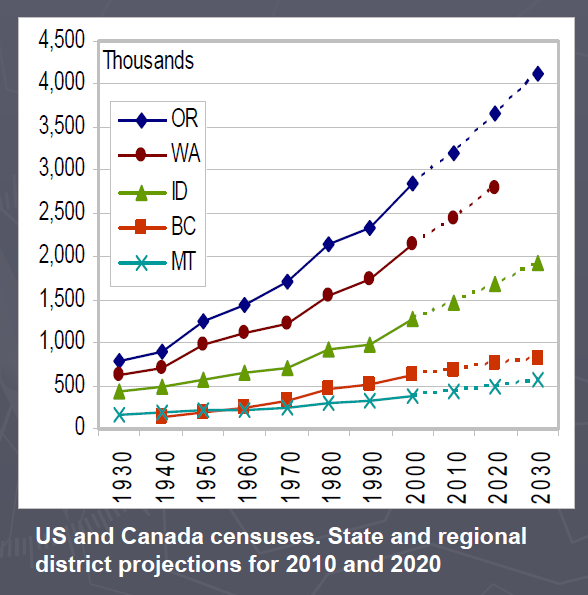 4,500
Thousands
4,000
3,500
3,000
2,500
2,000
1,500
1,000
500
0
OR
WA
ID
BC
MT
1930
1940
1950
1960
1970
1980
1990
2000
2010
2020
2030
US and Canada censuses. State and regional
district projections for 2010 and 2020